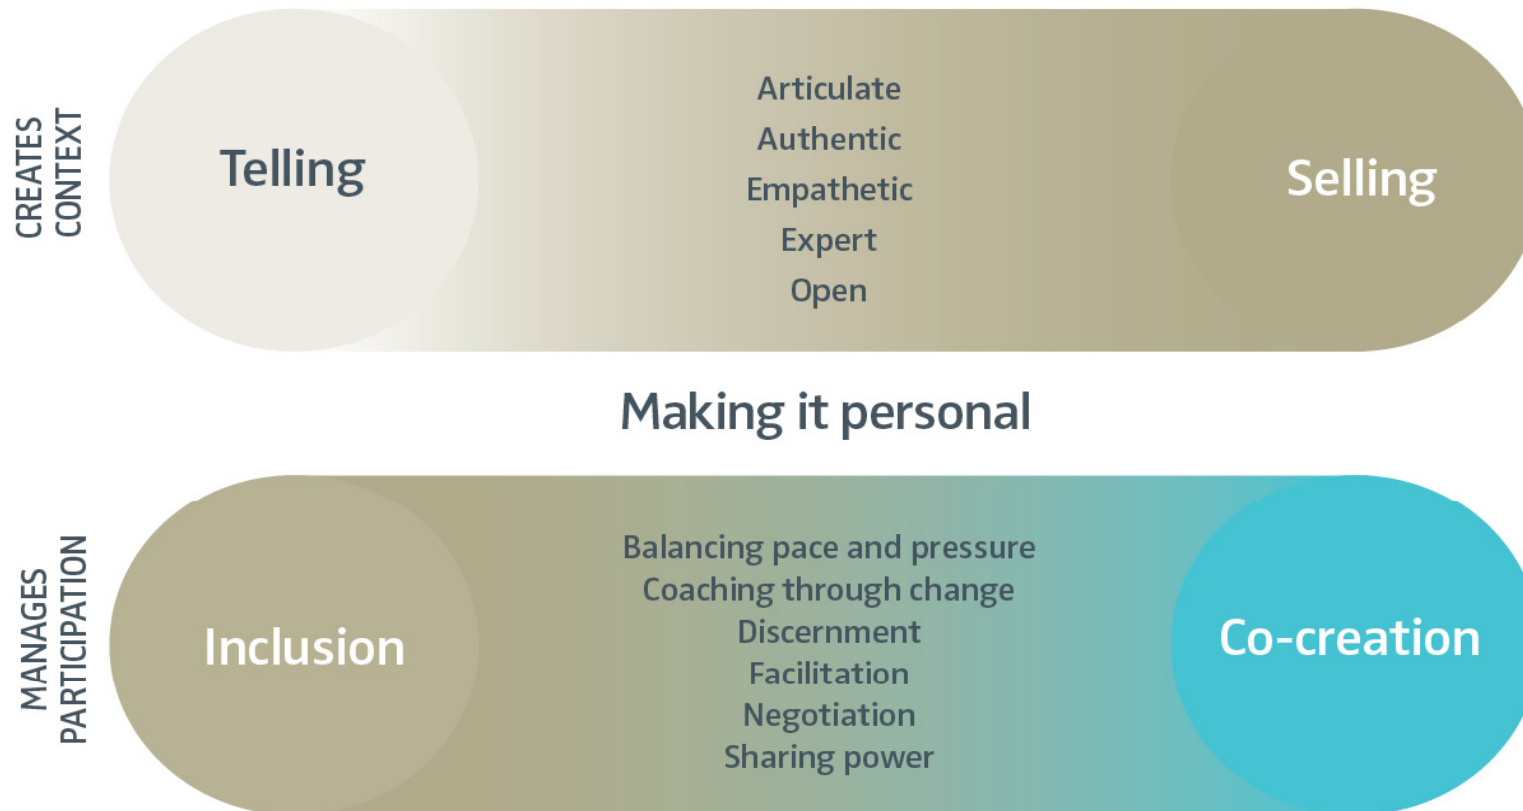 CREATES
CONTEXT
Telling
Articulate
Authentic
Empathetic
Expert
Open
Selling
Making it personal
MANAGES
PARTICIPATION
Inclusion
Balancing pace and pressure
Coaching through change
Discernment
Facilitation
Negotiation
Sharing power
Co-creation